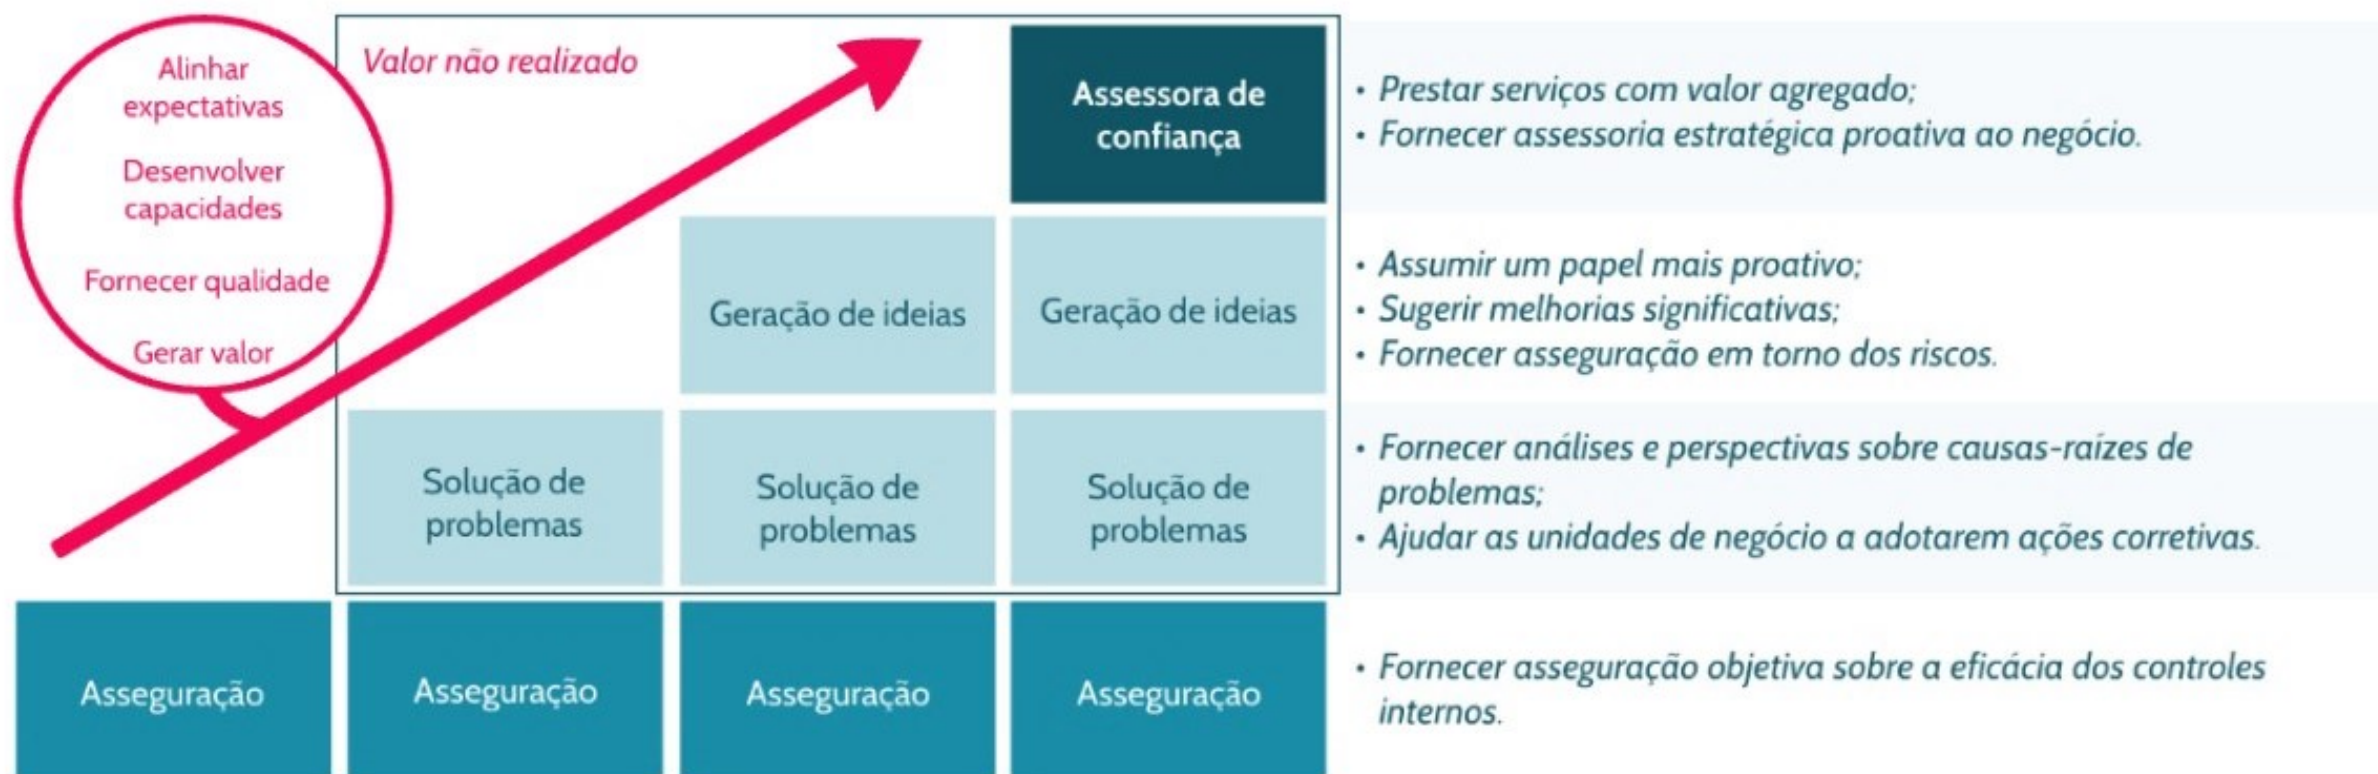 Alinhar
expectativas
Desenvolver
capacidades
Fornecer qualidade
Gerar valor
Valor não realizado
Assessora de
confiança
• Prestar serviços com valor agregado;
• Fornecer assessoria estratégica proativa ao negócio.
Geração de ideias
Geração de ideias
• Assumir um papel mais proativo;
• Sugerir melhorias significativas;
• Fornecer asseguração em torno dos riscos.
Solução de
problemas
Solução de
problemas
Solução de
problemas
• Fornecer análises e perspectivas sobre causas-raízes de
problemas;
• Ajudar as unidades de negócio a adotarem ações corretivas.
Asseguração
Asseguração
Asseguração
Asseguração
• Fornecer asseguração objetiva sobre a eficácia dos controles
internos.